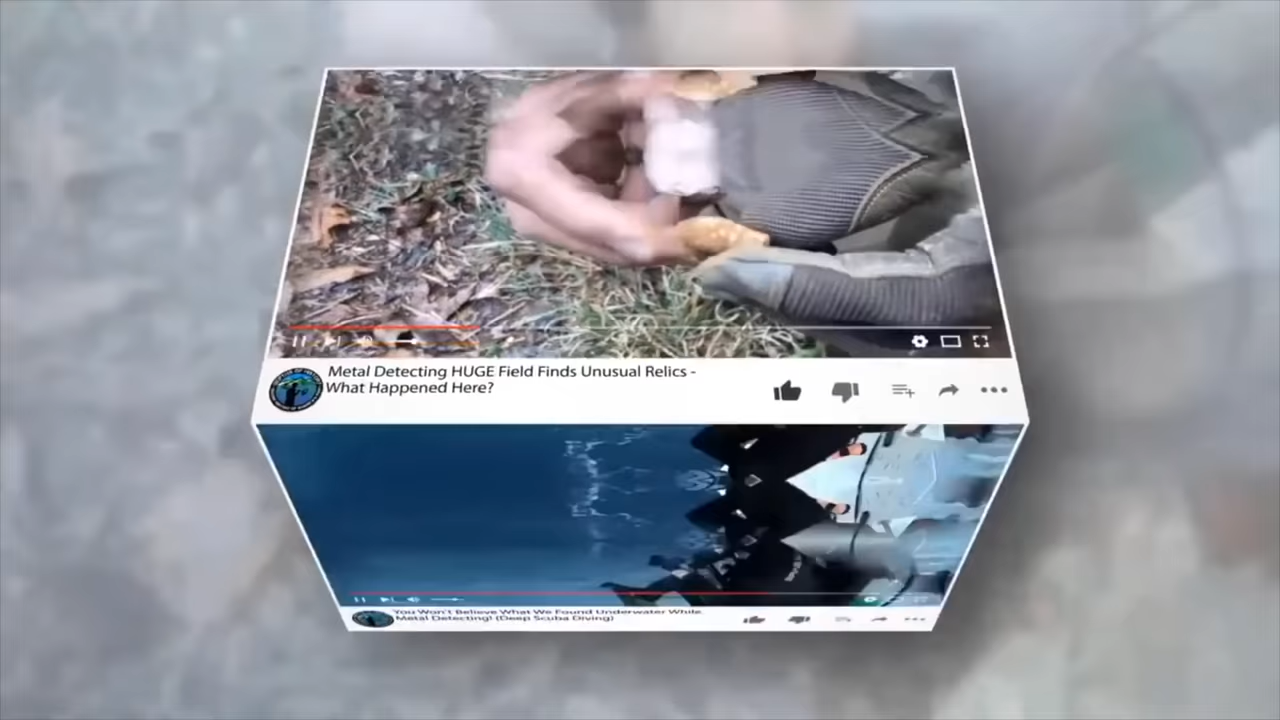 Metal Detecting HUGE Field Finds Unusual Relics -
What Happened Here?
You Won't Believe What We Found Underwater While
Metal Detecting! (Deep Scuba Diving)